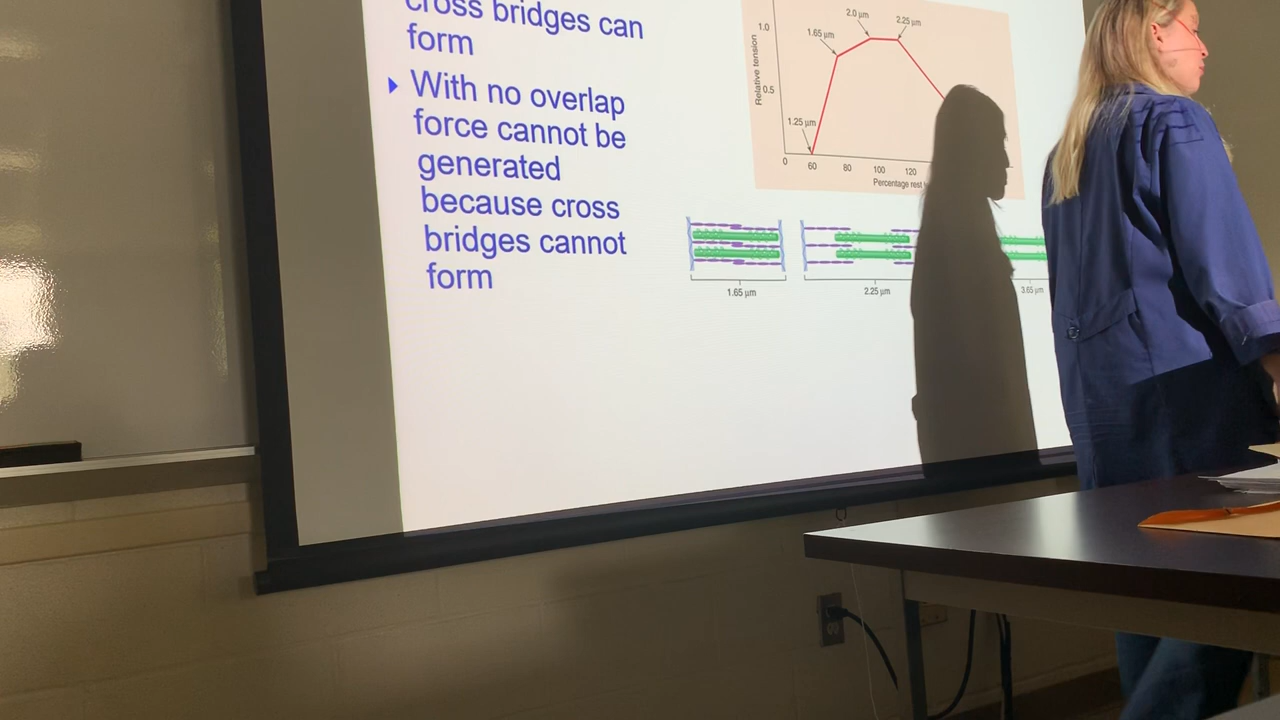 cross bridges can
form
With no overlap
force cannot be
generated
because cross
bridges cannot
form
2.0 μm
2.25 μm
1.65 μm
1.25 μm
1.0
0.5
0
Relative tension
60
80
100
120
Percentage rest
1.65 μm
2.25 μm
3.65 μm